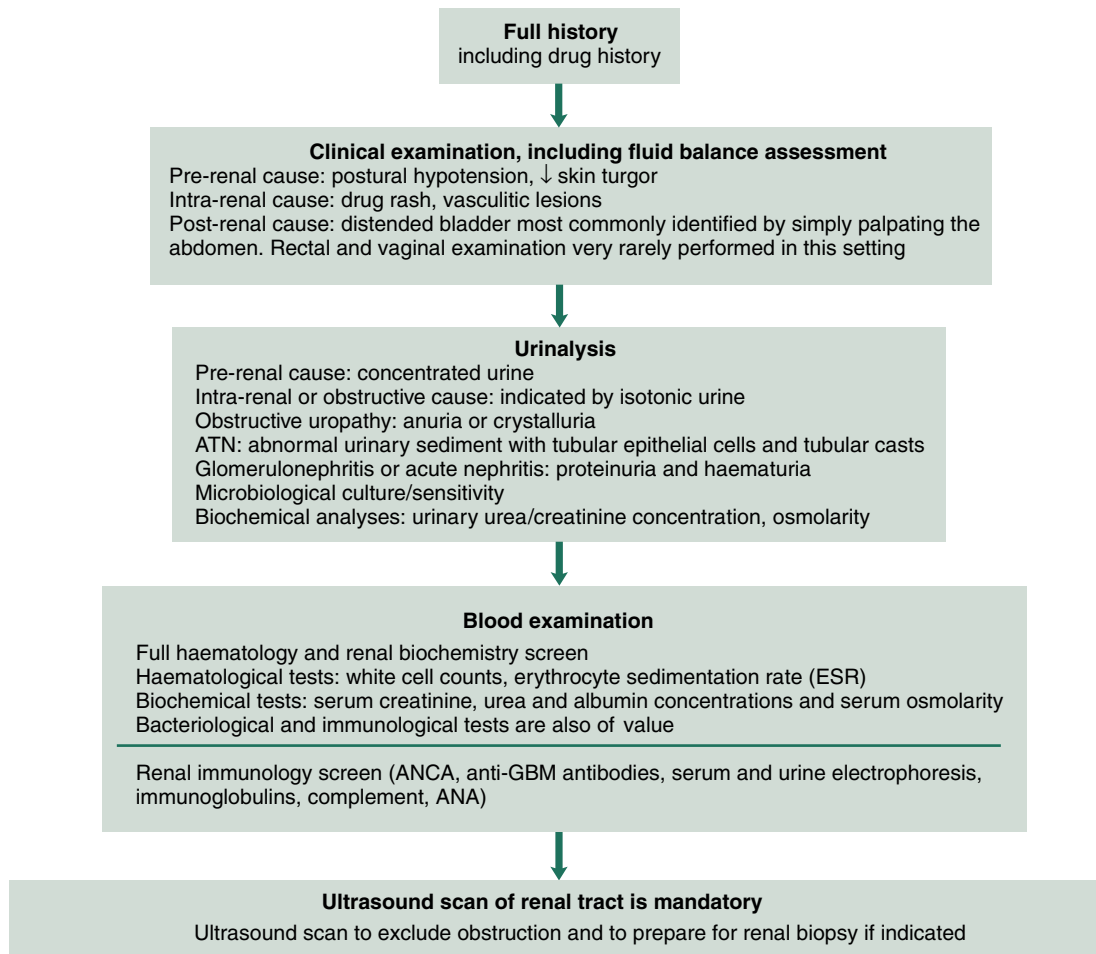 Full history
including drug history
Clinical examination, including fluid balance assessment
Pre-renal cause: postural hypotension, ↓ skin turgor
Intra-renal cause: drug rash, vasculitic lesions
Post-renal cause: distended bladder most commonly identified by simply palpating the
abdomen. Rectal and vaginal examination very rarely performed in this setting
Urinalysis
Pre-renal cause: concentrated urine
Intra-renal or obstructive cause: indicated by isotonic urine
Obstructive uropathy: anuria or crystalluria
ATN: abnormal urinary sediment with tubular epithelial cells and tubular casts
Glomerulonephritis or acute nephritis: proteinuria and haematuria
Microbiological culture/sensitivity
Biochemical analyses: urinary urea/creatinine concentration, osmolarity
Blood examination
Full haematology and renal biochemistry screen
Haematological tests: white cell counts, erythrocyte sedimentation rate (ESR)
Biochemical tests: serum creatinine, urea and albumin concentrations and serum osmolarity
Bacteriological and immunological tests are also of value
Renal immunology screen (ANCA, anti-GBM antibodies, serum and urine electrophoresis,
immunoglobulins, complement, ANA)
Ultrasound scan of renal tract is mandatory
Ultrasound scan to exclude obstruction and to prepare for renal biopsy if indicated